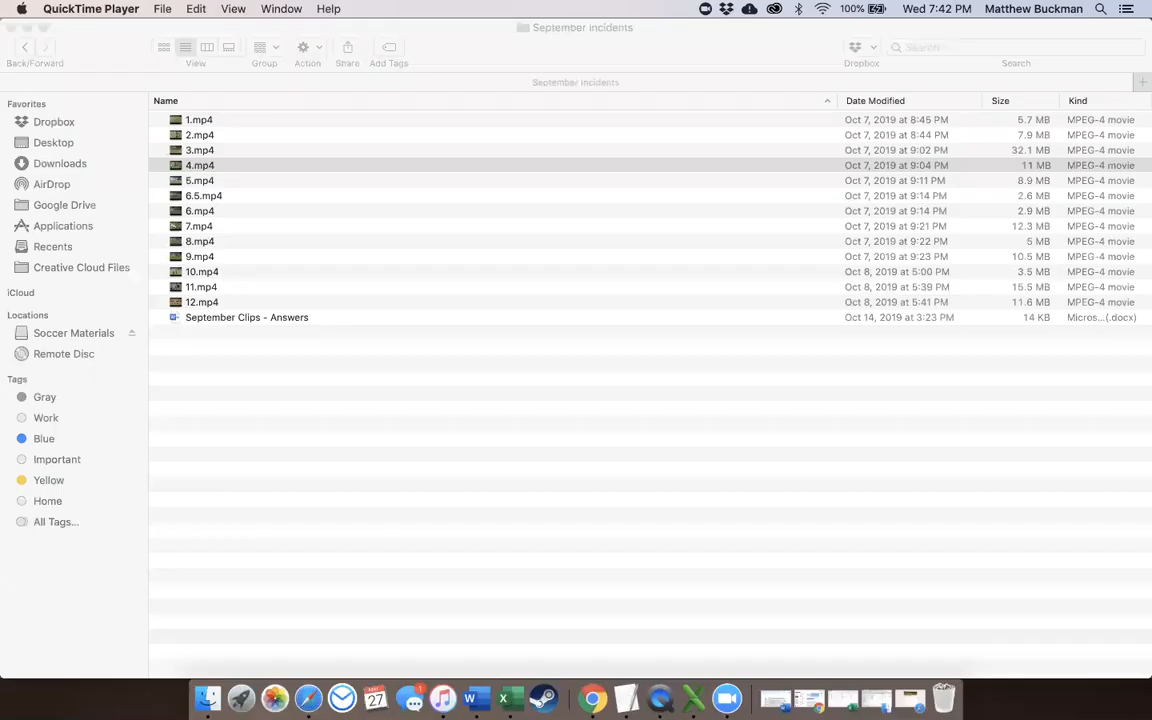 QuickTime Player File Edit View Window Help 100% Wed 7:42 PM Matthew Buckman
September incidents
Back/Forward View Group Action Share Add Tags Dropbox Search Search
September incidents
Favorites
Dropbox
Desktop
Downloads
AirDrop
Google Drive
Applications
Recents
Creative Cloud Files
iCloud
Locations
Soccer Materials
Remote Disc
Tags
Gray
Work
Blue
Important
Yellow
Home
All Tags...
Name Date Modified Size Kind
1.mp4 Oct 7, 2019 at 8:45 PM 5.7 MB MPEG-4 movie
2.mp4 Oct 7, 2019 at 8:44 PM 7.9 MB MPEG-4 movie
3.mp4 Oct 7, 2019 at 9:02 PM 32.1 MB MPEG-4 movie
4.mp4 Oct 7, 2019 at 9:04 PM 11 MB MPEG-4 movie
5.mp4 Oct 7, 2019 at 9:11 PM 8.9 MB MPEG-4 movie
6.5.mp4 Oct 7, 2019 at 9:14 PM 2.6 MB MPEG-4 movie
6.mp4 Oct 7, 2019 at 9:14 PM 2.9 MB MPEG-4 movie
7.mp4 Oct 7, 2019 at 9:21 PM 12.3 MB MPEG-4 movie
8.mp4 Oct 7, 2019 at 9:22 PM 5 MB MPEG-4 movie
9.mp4 Oct 7, 2019 at 9:23 PM 10.5 MB MPEG-4 movie
10.mp4 Oct 8, 2019 at 5:00 PM 3.5 MB MPEG-4 movie
11.mp4 Oct 8, 2019 at 5:39 PM 15.5 MB MPEG-4 movie
12.mp4 Oct 8, 2019 at 5:41 PM 11.6 MB MPEG-4 movie
September Clips - Answers Oct 14, 2019 at 3:23 PM 14 KB Micros...(.docx)
27